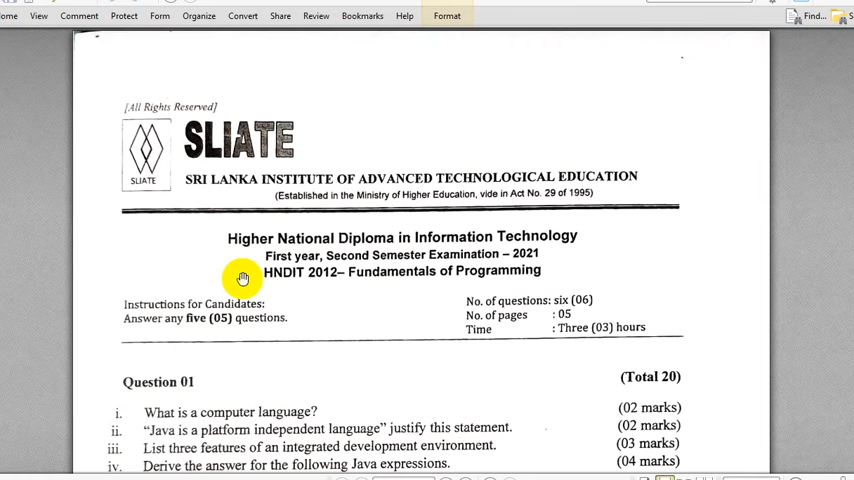 ome View Comment Protect Form Organize Convert Share Review Bookmarks Help Format Find...
[All Rights Reserved]
SLIATE
SLIATE
SRI LANKA INSTITUTE OF ADVANCED TECHNOLOGICAL EDUCATION
(Established in the Ministry of Higher Education, vide in Act No. 29 of 1995)
Higher National Diploma in Information Technology
First year, Second Semester Examination – 2021
HNDIT 2012– Fundamentals of Programming
Instructions for Candidates:
Answer any five (05) questions.
No. of questions: six (06)
No. of pages : 05
Time : Three (03) hours
Question 01 (Total 20)
i. What is a computer language? (02 marks)
ii. “Java is a platform independent language” justify this statement. (02 marks)
iii. List three features of an integrated development environment. (03 marks)
iv. Derive the answer for the following Java expressions. (04 marks)